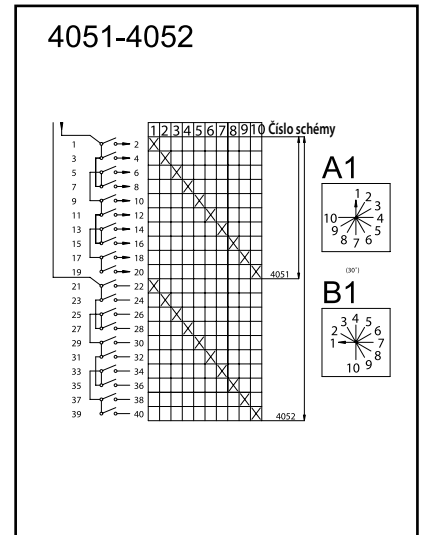 4051-4052
1 2 3 4 5 6 7 8 9 10 Číslo schémy
1 2 X
3 4 X
5 6 X
7 8 X
9 10 X
11 12 X
13 14 X
15 16 X
17 18 X
19 20 X 4051
21 22 X
23 24 X
25 26 X
27 28 X
29 30 X
31 32 X
33 34 X
35 36 X
37 38 X
39 40 X 4052
A1
1 2 3 4 5 6 7 8 9 10
(30°)
B1
1 2 3 4 5 6 7 8 9 10